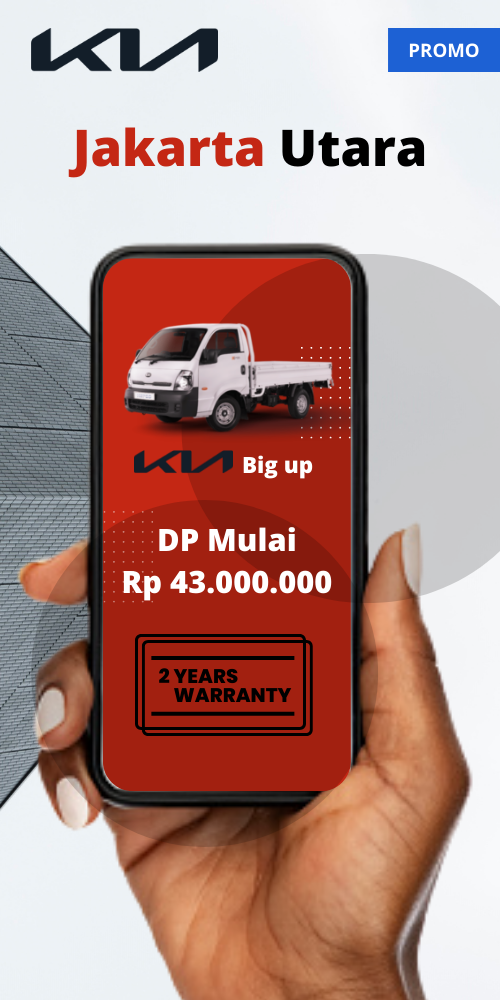 KIA
PROMO
Jakarta Utara
KIA Big up
DP Mulai
Rp 43.000.000
2 YEARS
WARRANTY